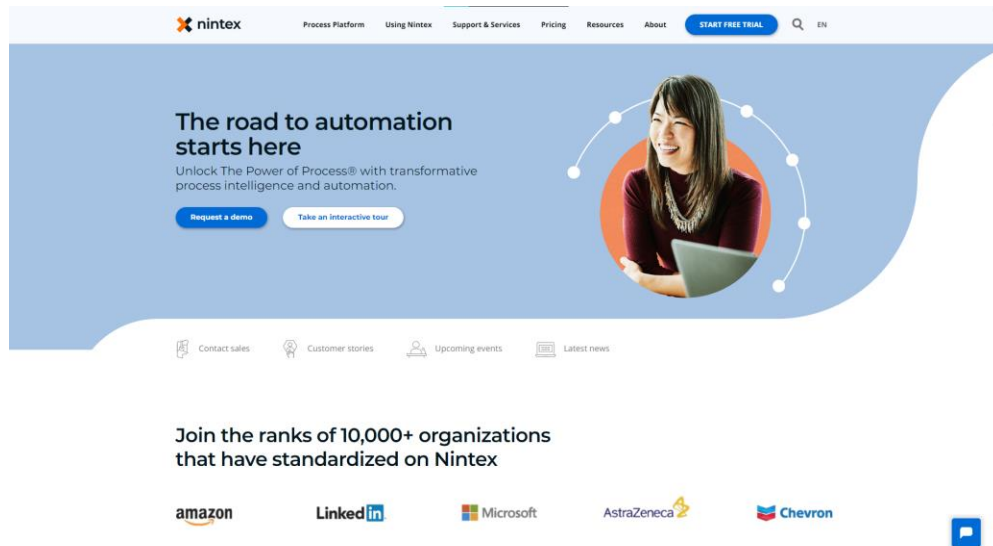 nintex
Process Platform Using Nintex Support & Services Pricing Resources About START FREE TRIAL EN
The road to automation
starts here
Unlock The Power of Process® with transformative
process intelligence and automation.
Request a demo Take an interactive tour
Contact sales Customer stories Upcoming events Latest news
Join the ranks of 10,000+ organizations
that have standardized on Nintex
amazon LinkedIn Microsoft AstraZeneca Chevron